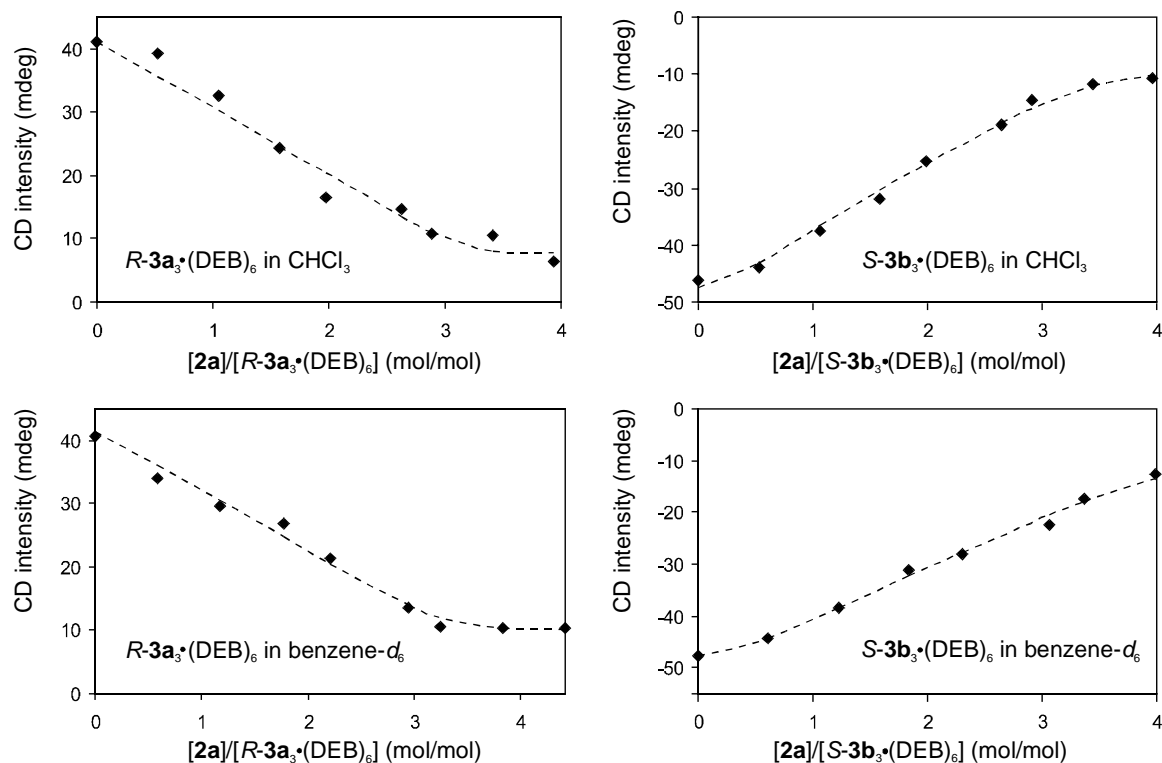 CD intensity (mdeg)
40
30
20
10
0
R-3a₃•(DEB)₆ in CHCl₃
0 1 2 3 4
[2a]/[R-3a₃•(DEB)₆] (mol/mol)
CD intensity (mdeg)
0
-10
-20
-30
-40
-50
S-3b₃•(DEB)₆ in CHCl₃
0 1 2 3 4
[2a]/[S-3b₃•(DEB)₆] (mol/mol)
CD intensity (mdeg)
40
30
20
10
0
R-3a₃•(DEB)₆ in benzene-d₆
0 1 2 3 4
[2a]/[R-3a₃•(DEB)₆] (mol/mol)
CD intensity (mdeg)
0
-10
-20
-30
-40
-50
S-3b₃•(DEB)₆ in benzene-d₆
0 1 2 3 4
[2a]/[S-3b₃•(DEB)₆] (mol/mol)